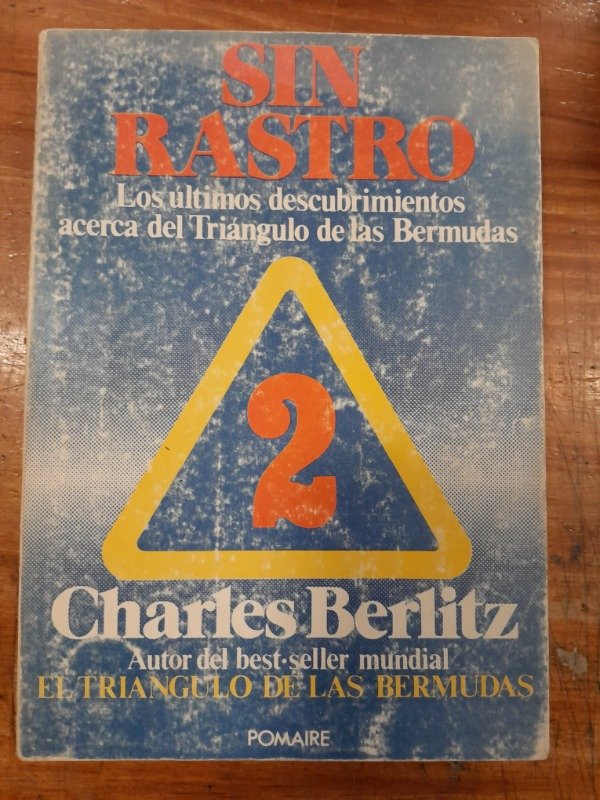 SIN
RASTRO
Los últimos descubrimientos
acerca del Triángulo de las Bermudas
2
Charles Berlitz
Autor del best-seller mundial
EL TRIANGULO DE LAS BERMUDAS
POMAIRE